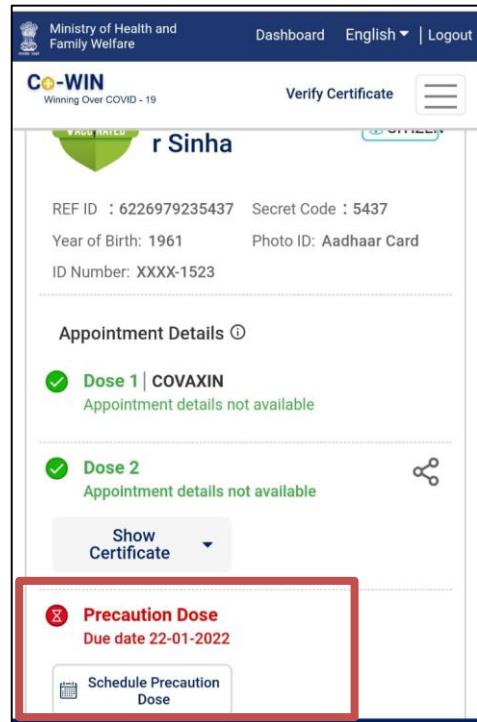 Ministry of Health and
Family Welfare
Dashboard English Logout
Co-WIN
Winning Over COVID - 19
Verify Certificate
VACCINATED
r Sinha
CITIZEN
REF ID : 6226979235437 Secret Code : 5437
Year of Birth: 1961 Photo ID: Aadhaar Card
ID Number: XXXX-1523
Appointment Details
Dose 1 | COVAXIN
Appointment details not available
Dose 2
Appointment details not available
Show
Certificate
Precaution Dose
Due date 22-01-2022
Schedule Precaution
Dose